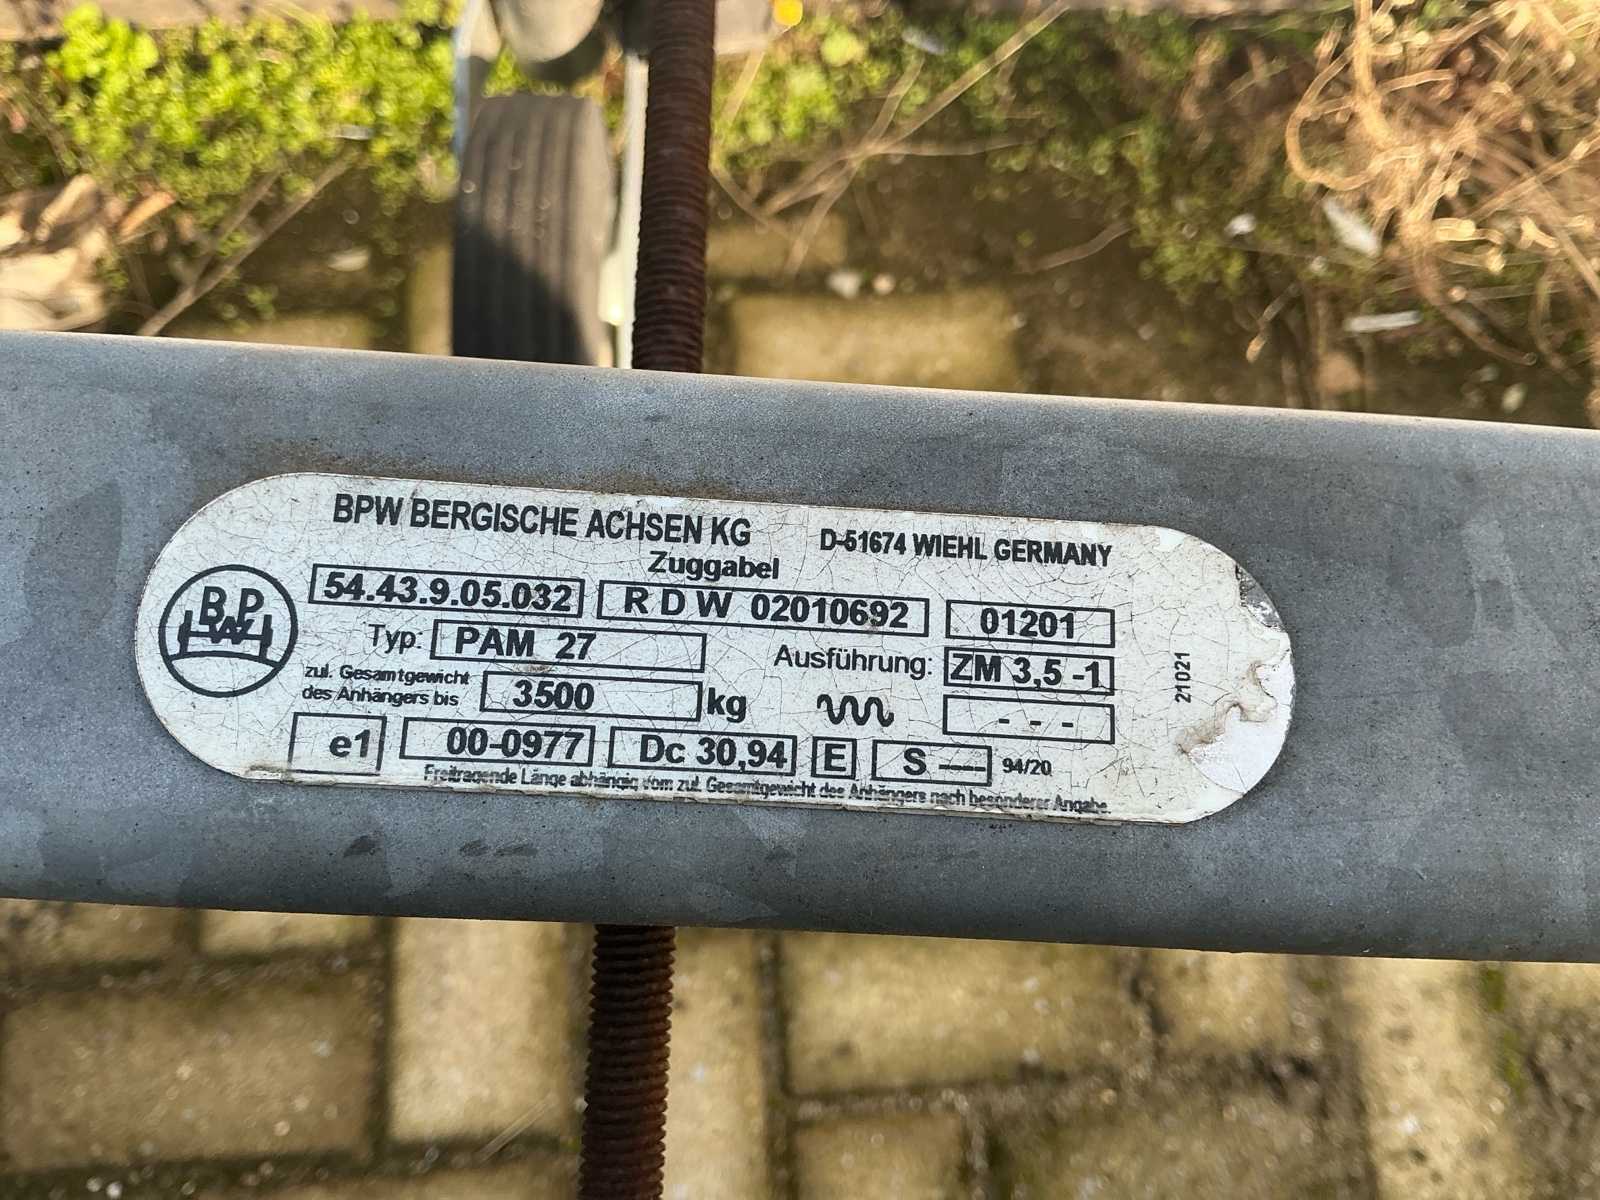 BPW BERGISCHE ACHSEN KG D-51674 WIEHL GERMANY
Zuggabel
BPW
54.43.9.05.032 RDW 02010692 01201
Typ: PAM 27 Ausführung: ZM 3,5 -1
zul. Gesamtgewicht
des Anhängers bis 3500 kg - - -
21021
e1 00-0977 Dc 30,94 E S ---- 94/20
Freitragende Länge abhängig vom zul. Gesamtgewicht des Anhängers nach besonderer Angabe.